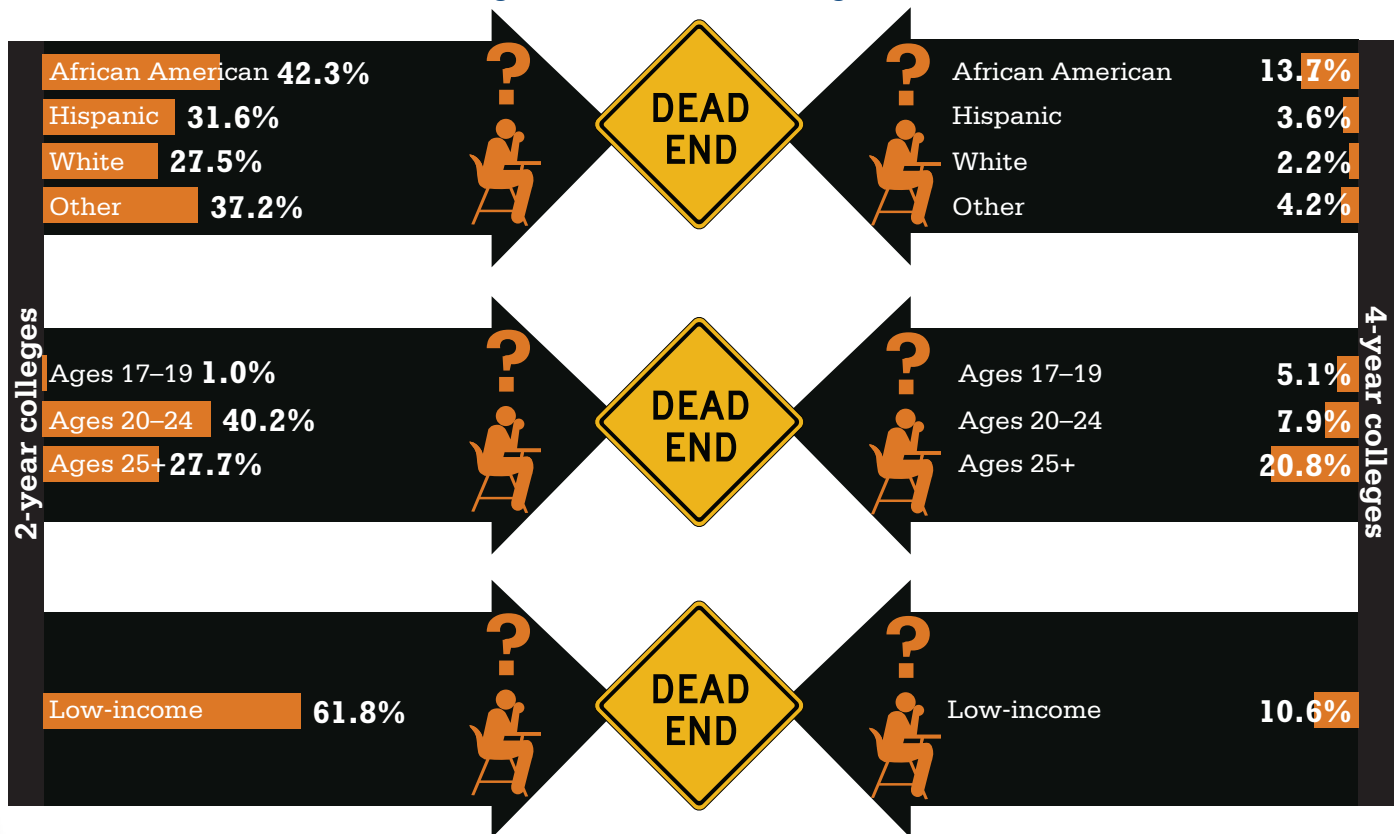 2-year colleges
African American 42.3%
Hispanic 31.6%
White 27.5%
Other 37.2%
?
DEAD
END
?
African American 13.7%
Hispanic 3.6%
White 2.2%
Other 4.2%
4-year colleges
Ages 17–19 1.0%
Ages 20–24 40.2%
Ages 25+ 27.7%
?
DEAD
END
?
Ages 17–19 5.1%
Ages 20–24 7.9%
Ages 25+ 20.8%
Low-income 61.8%
?
DEAD
END
?
Low-income 10.6%